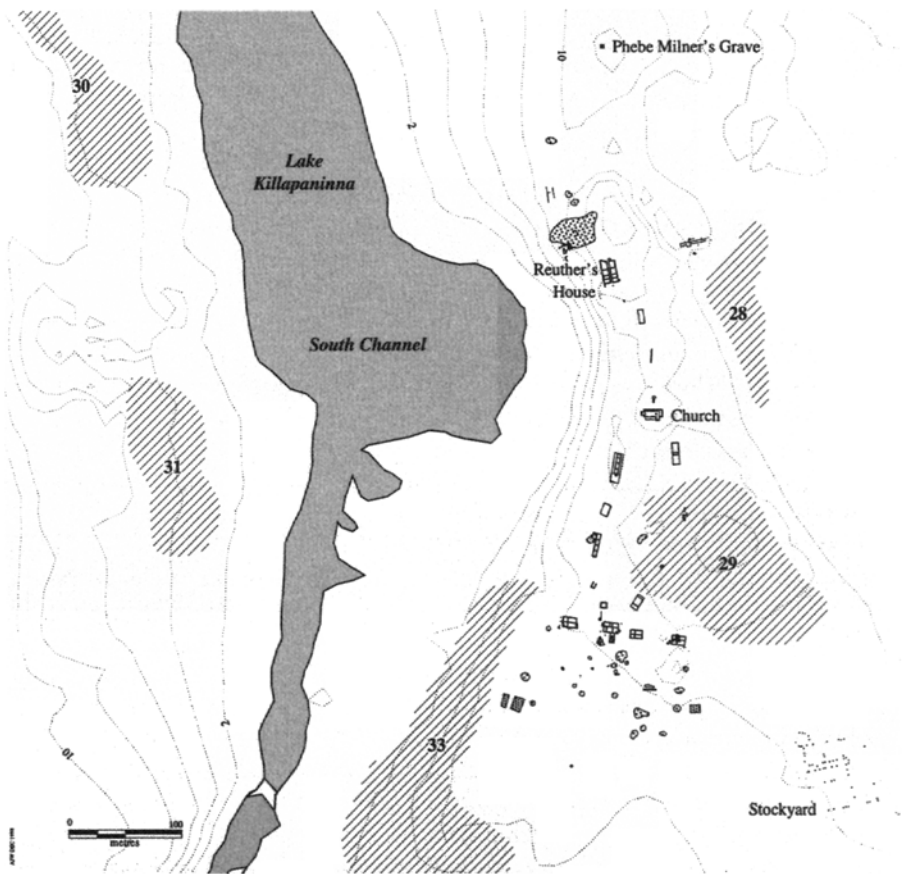 10
Phebe Milner's Grave
30
2
Lake
Killapaninna
Reuther's
House
28
South Channel
Church
31
29
2
33
10
Stockyard
0
100
metres